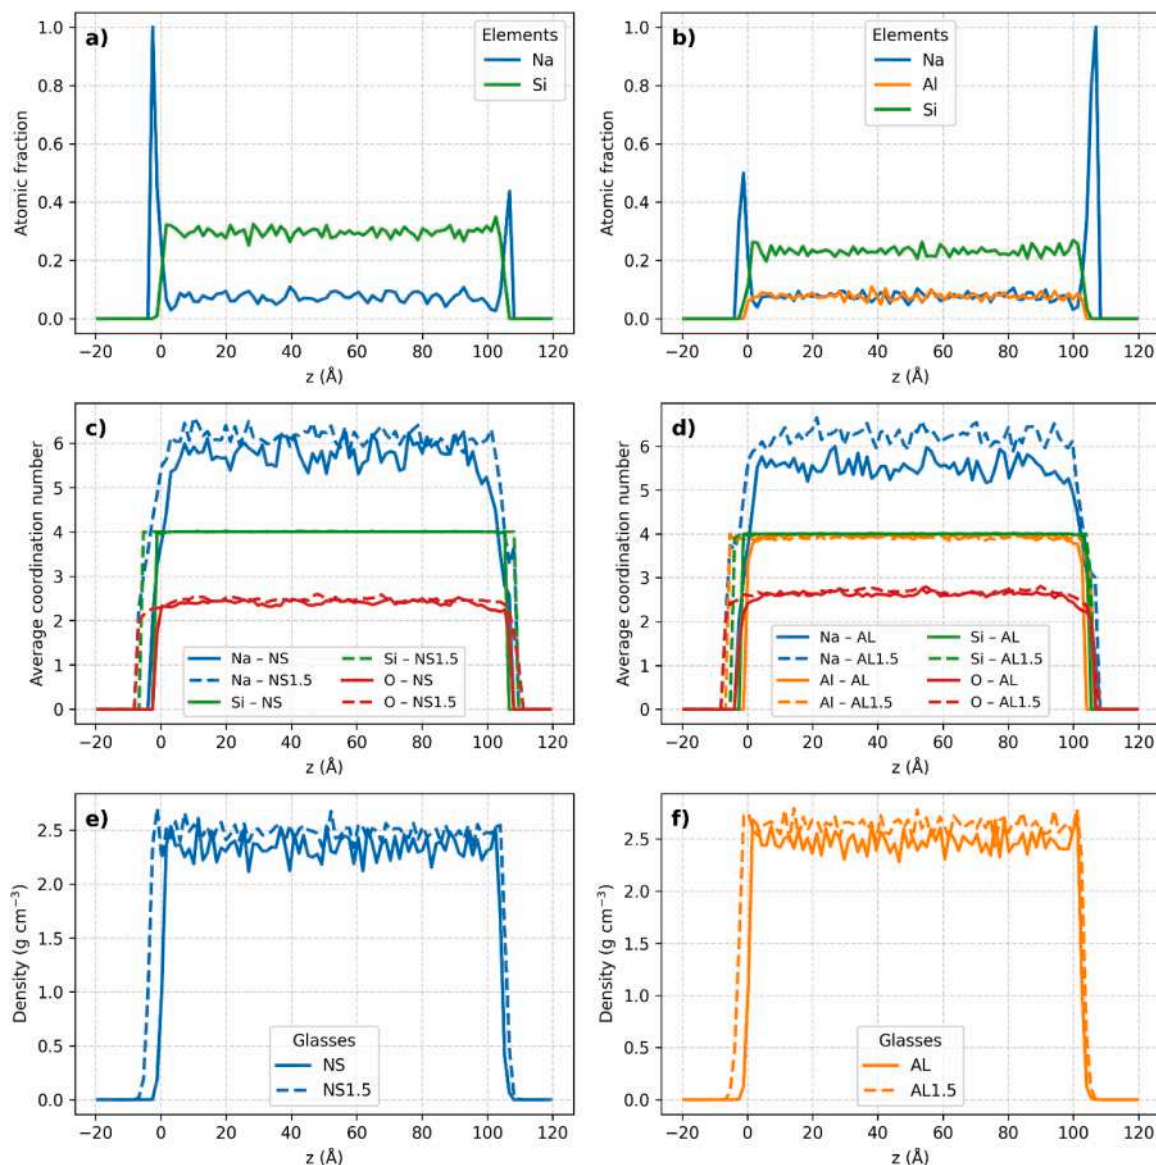 a)
Elements
Na
Si
Atomic fraction
1.0
0.8
0.6
0.4
0.2
0.0
−20 0 20 40 60 80 100 120
z (Å)
b)
Elements
Na
Al
Si
Atomic fraction
1.0
0.8
0.6
0.4
0.2
0.0
−20 0 20 40 60 80 100 120
z (Å)
c)
Average coordination number
6
5
4
3
2
1
0
Na – NS
Na – NS1.5
Si – NS
Si – NS1.5
O – NS
O – NS1.5
−20 0 20 40 60 80 100 120
z (Å)
d)
Average coordination number
6
5
4
3
2
1
0
Na – AL
Na – AL1.5
Al – AL
Al – AL1.5
Si – AL
Si – AL1.5
O – AL
O – AL1.5
−20 0 20 40 60 80 100 120
z (Å)
e)
Density (g cm⁻³)
2.5
2.0
1.5
1.0
0.5
0.0
Glasses
NS
NS1.5
−20 0 20 40 60 80 100 120
z (Å)
f)
Density (g cm⁻³)
2.5
2.0
1.5
1.0
0.5
0.0
Glasses
AL
AL1.5
−20 0 20 40 60 80 100 120
z (Å)